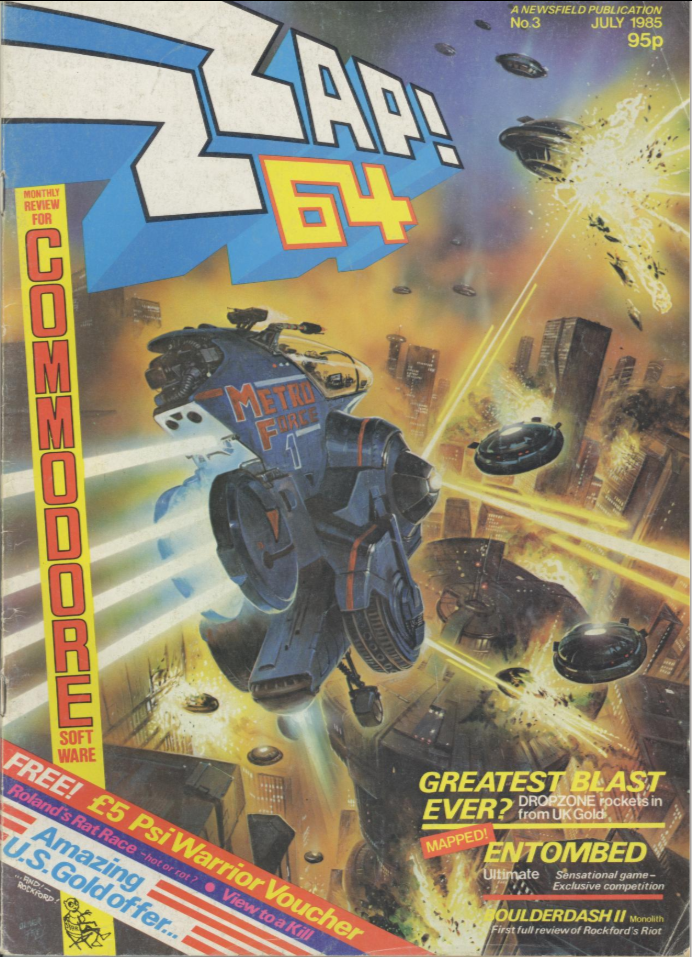 A NEWSFIELD PUBLICATION
No.3 JULY 1985
95p
ZZAP!
64
MONTHLY
REVIEW
FOR
COMMODORE
SOFT
WARE
METRO
FORCE
1
GREATEST BLAST
EVER? DROPZONE rockets in
from UK Gold
MAPPED!
ENTOMBED
Ultimate Sensational game –
Exclusive competition
BOULDERDASH II Monolith
First full review of Rockford's Riot
FREE! £5 Psi Warrior Voucher
Roland's Rat Race - hot or rot? • View to a Kill
Amazing
U.S. Gold offer...
...AND!—
ROCKFORD!